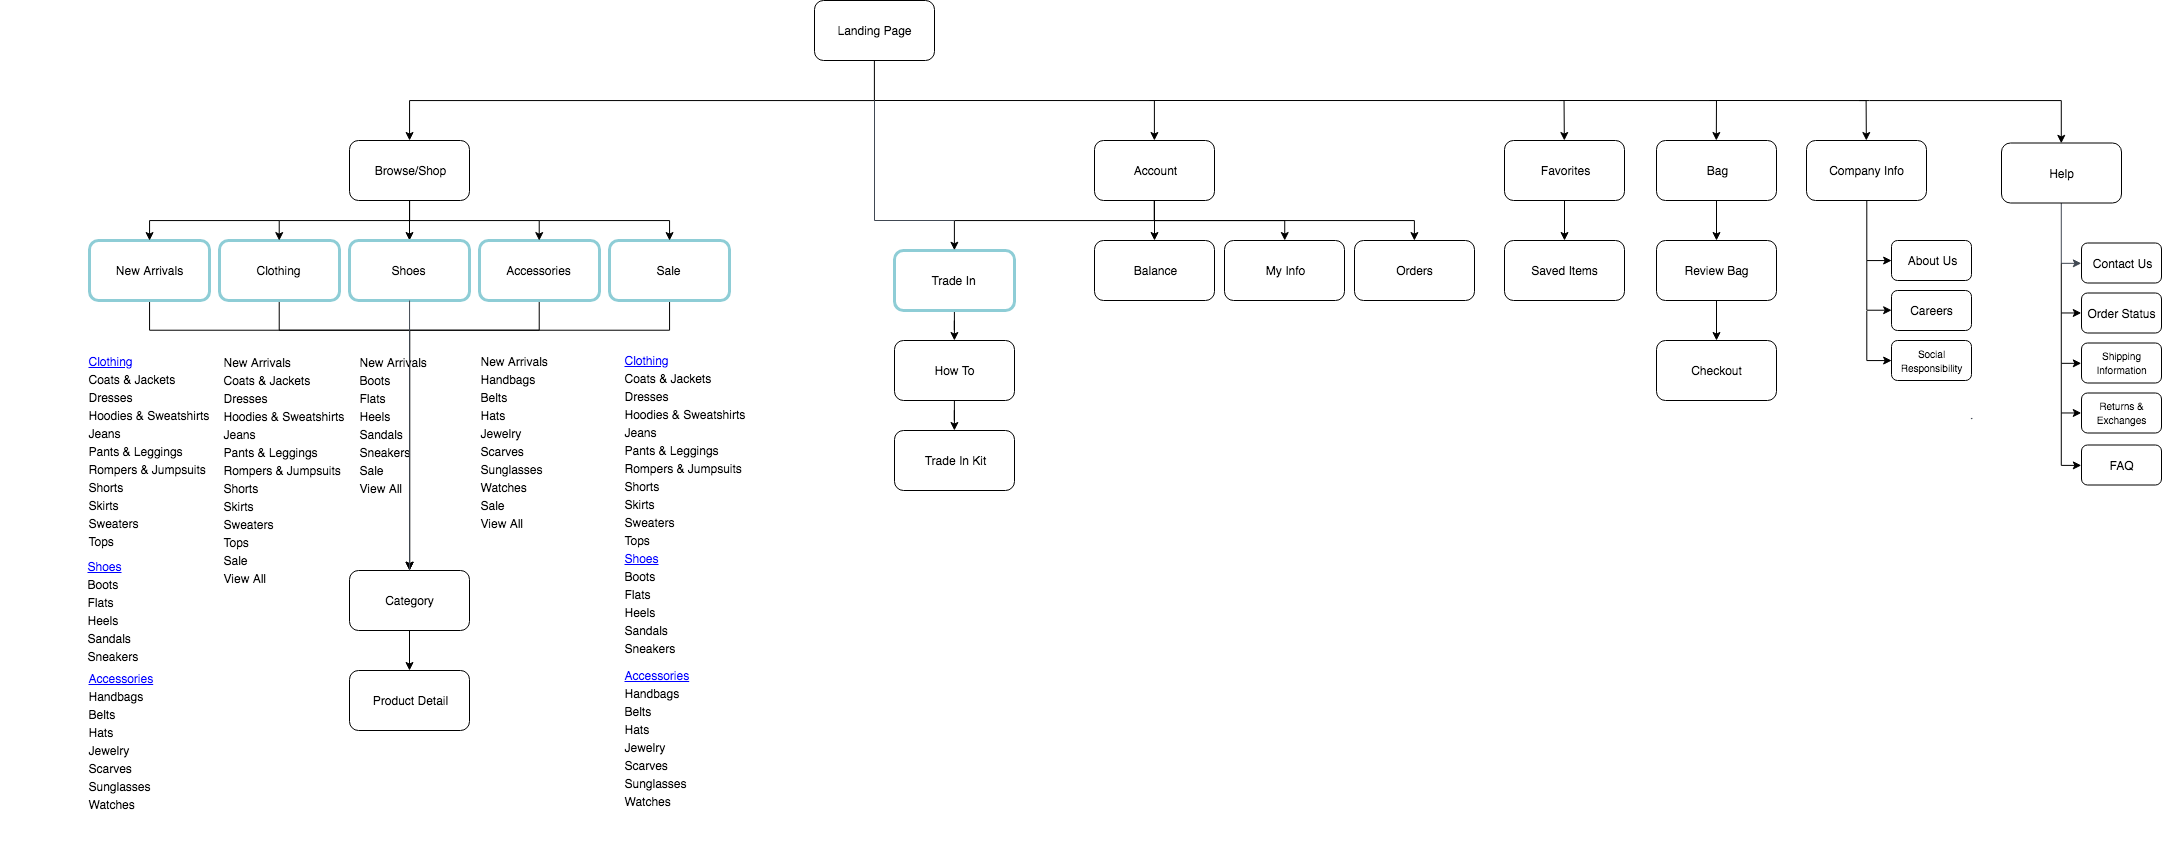 Landing Page
Browse/Shop
Account
Favorites
Bag
Company Info
Help
New Arrivals
Clothing
Shoes
Accessories
Sale
Trade In
Balance
My Info
Orders
Saved Items
Review Bag
About Us
Contact Us
Careers
Order Status
How To
Checkout
Social
Responsibility
Shipping
Information
Returns &
Exchanges
Trade In Kit
FAQ
Clothing
Coats & Jackets
Dresses
Hoodies & Sweatshirts
Jeans
Pants & Leggings
Rompers & Jumpsuits
Shorts
Skirts
Sweaters
Tops
Shoes
Boots
Flats
Heels
Sandals
Sneakers
Accessories
Handbags
Belts
Hats
Jewelry
Scarves
Sunglasses
Watches
New Arrivals
Coats & Jackets
Dresses
Hoodies & Sweatshirts
Jeans
Pants & Leggings
Rompers & Jumpsuits
Shorts
Skirts
Sweaters
Tops
Sale
View All
New Arrivals
Boots
Flats
Heels
Sandals
Sneakers
Sale
View All
New Arrivals
Handbags
Belts
Hats
Jewelry
Scarves
Sunglasses
Watches
Sale
View All
Clothing
Coats & Jackets
Dresses
Hoodies & Sweatshirts
Jeans
Pants & Leggings
Rompers & Jumpsuits
Shorts
Skirts
Sweaters
Tops
Shoes
Boots
Flats
Heels
Sandals
Sneakers
Accessories
Handbags
Belts
Hats
Jewelry
Scarves
Sunglasses
Watches
Category
Product Detail